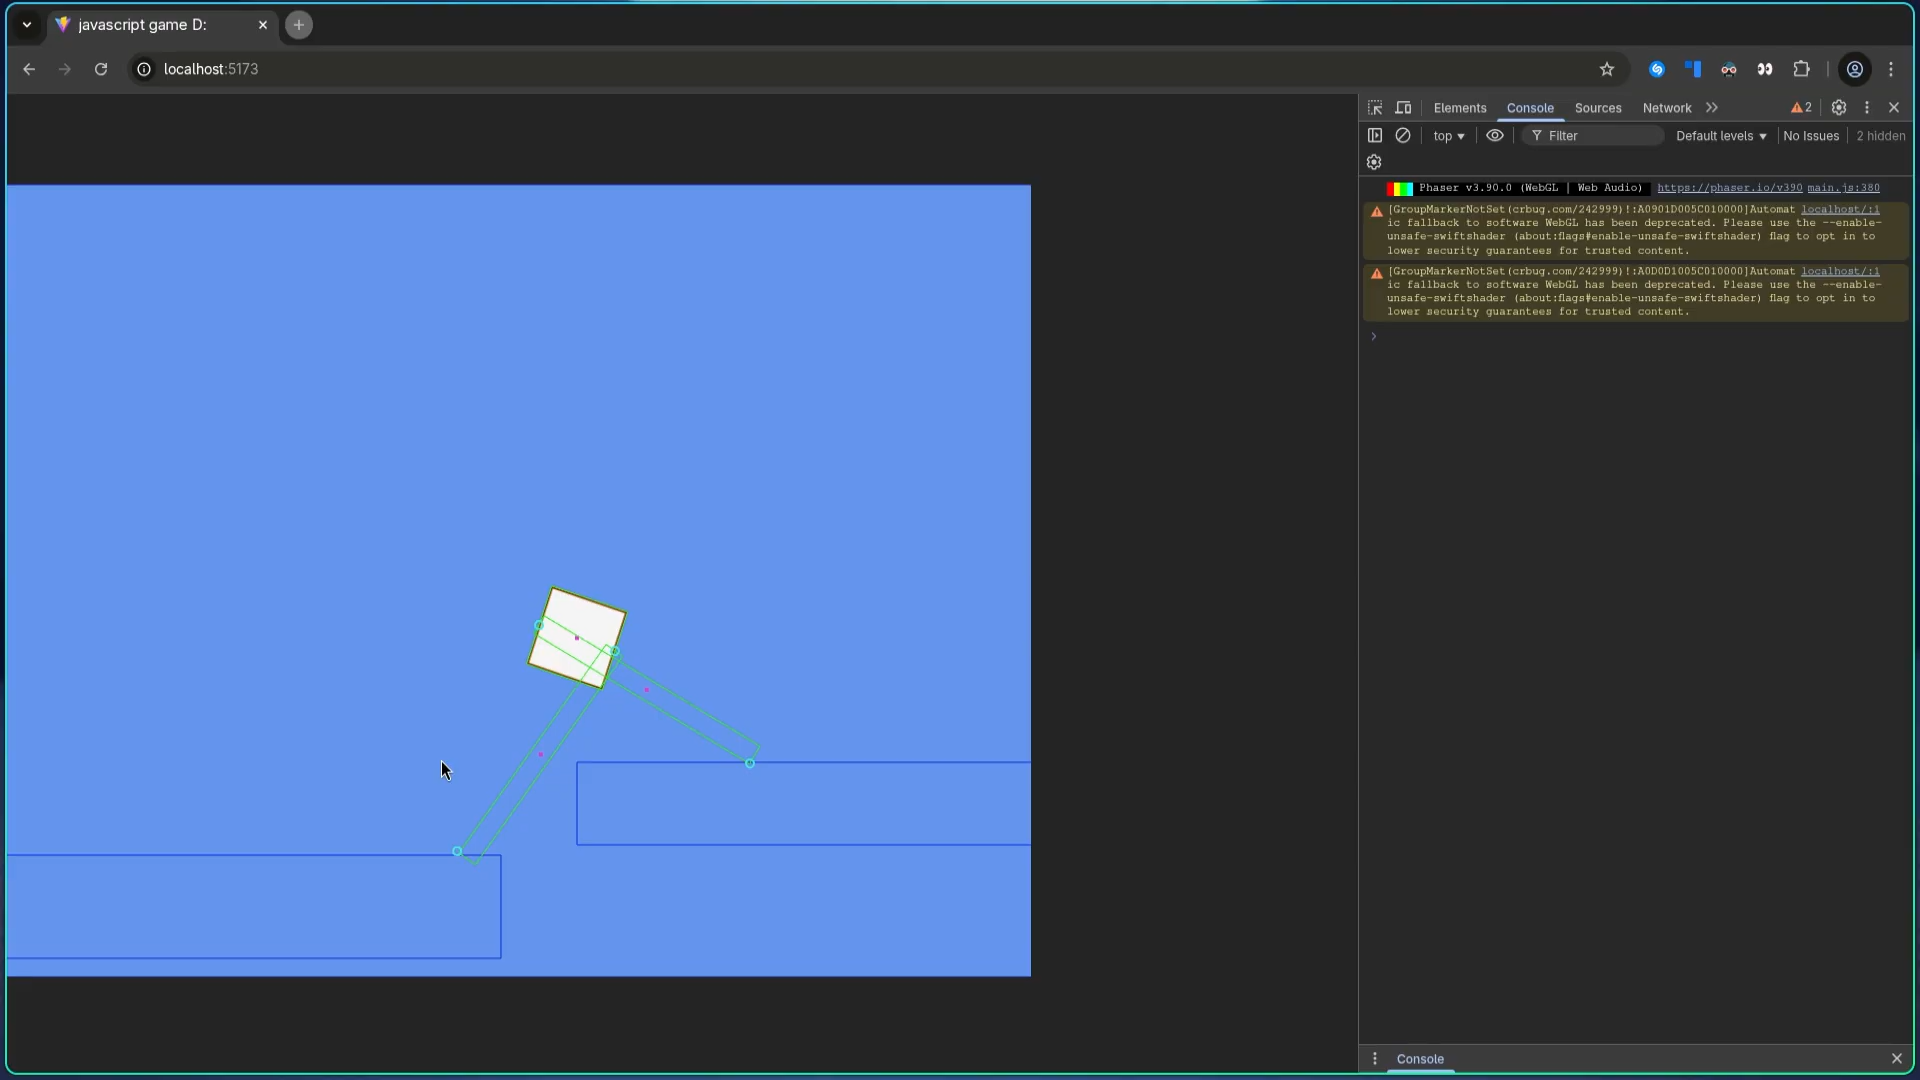 javascript game D:
localhost:5173
Elements Console Sources Network 2
top Filter Default levels No Issues 2 hidden
Phaser v3.90.0 (WebGL | Web Audio) https://phaser.io/v390 main.js:380
[GroupMarkerNotSet(crbug.com/242999)!:A0901D005C010000]Automat localhost/:1
ic fallback to software WebGL has been deprecated. Please use the --enable-
unsafe-swiftshader (about:flags#enable-unsafe-swiftshader) flag to opt in to
lower security guarantees for trusted content.
[GroupMarkerNotSet(crbug.com/242999)!:A0D0D1005C010000]Automat localhost/:1
ic fallback to software WebGL has been deprecated. Please use the --enable-
unsafe-swiftshader (about:flags#enable-unsafe-swiftshader) flag to opt in to
lower security guarantees for trusted content.
Console